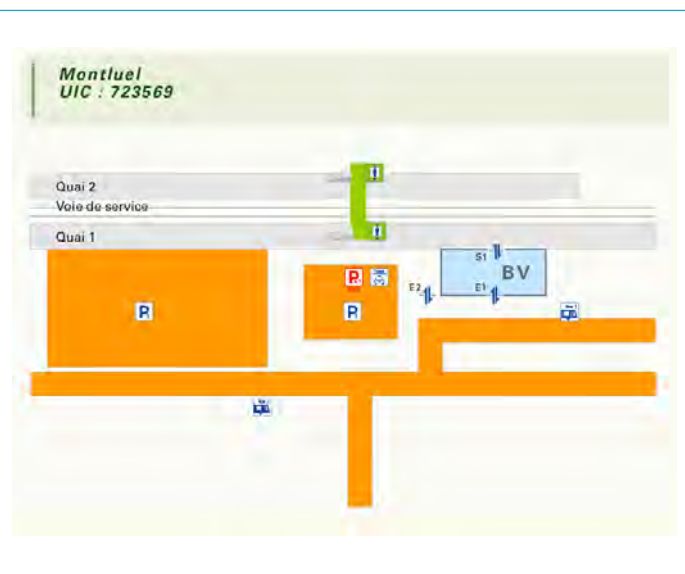 Montluel
UIC : 723569
Quai 2
Voie de service
Quai 1
S1
BV
E2
E1
P
P
P